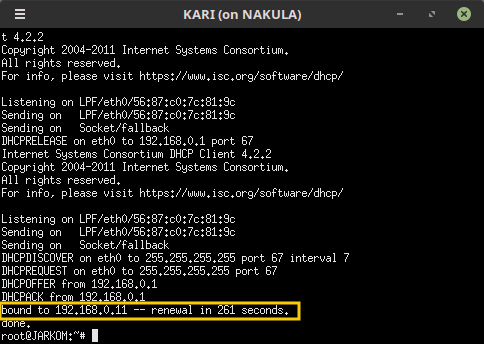 KARI (on NAKULA)
t 4.2.2
Copyright 2004-2011 Internet Systems Consortium.
All rights reserved.
For info, please visit https://www.isc.org/software/dhcp/
Listening on LPF/eth0/56:87:c0:7c:81:9c
Sending on   LPF/eth0/56:87:c0:7c:81:9c
Sending on   Socket/fallback
DHCPRELEASE on eth0 to 192.168.0.1 port 67
Internet Systems Consortium DHCP Client 4.2.2
Copyright 2004-2011 Internet Systems Consortium.
All rights reserved.
For info, please visit https://www.isc.org/software/dhcp/
Listening on LPF/eth0/56:87:c0:7c:81:9c
Sending on   LPF/eth0/56:87:c0:7c:81:9c
Sending on   Socket/fallback
DHCPDISCOVER on eth0 to 255.255.255.255 port 67 interval 7
DHCPREQUEST on eth0 to 255.255.255.255 port 67
DHCPOFFER from 192.168.0.1
DHCPACK from 192.168.0.1
bound to 192.168.0.11 -- renewal in 261 seconds.
done.
root@JARKOM:~#